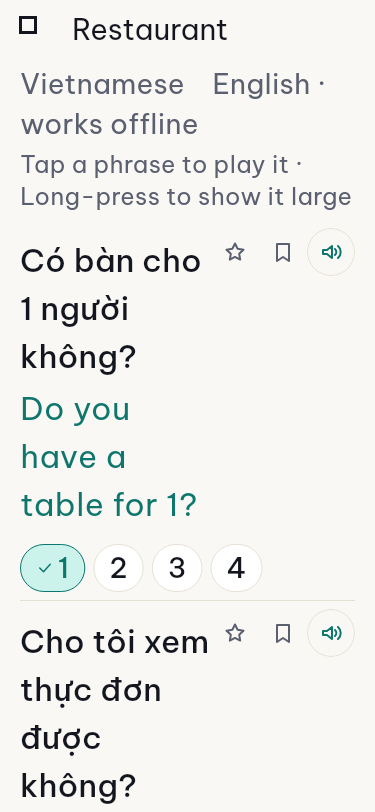 Restaurant
Vietnamese English ·
works offline
Tap a phrase to play it ·
Long-press to show it large
Có bàn cho
1 người
không?
Do you
have a
table for 1?
1 2 3 4
Cho tôi xem
thực đơn
được
không?